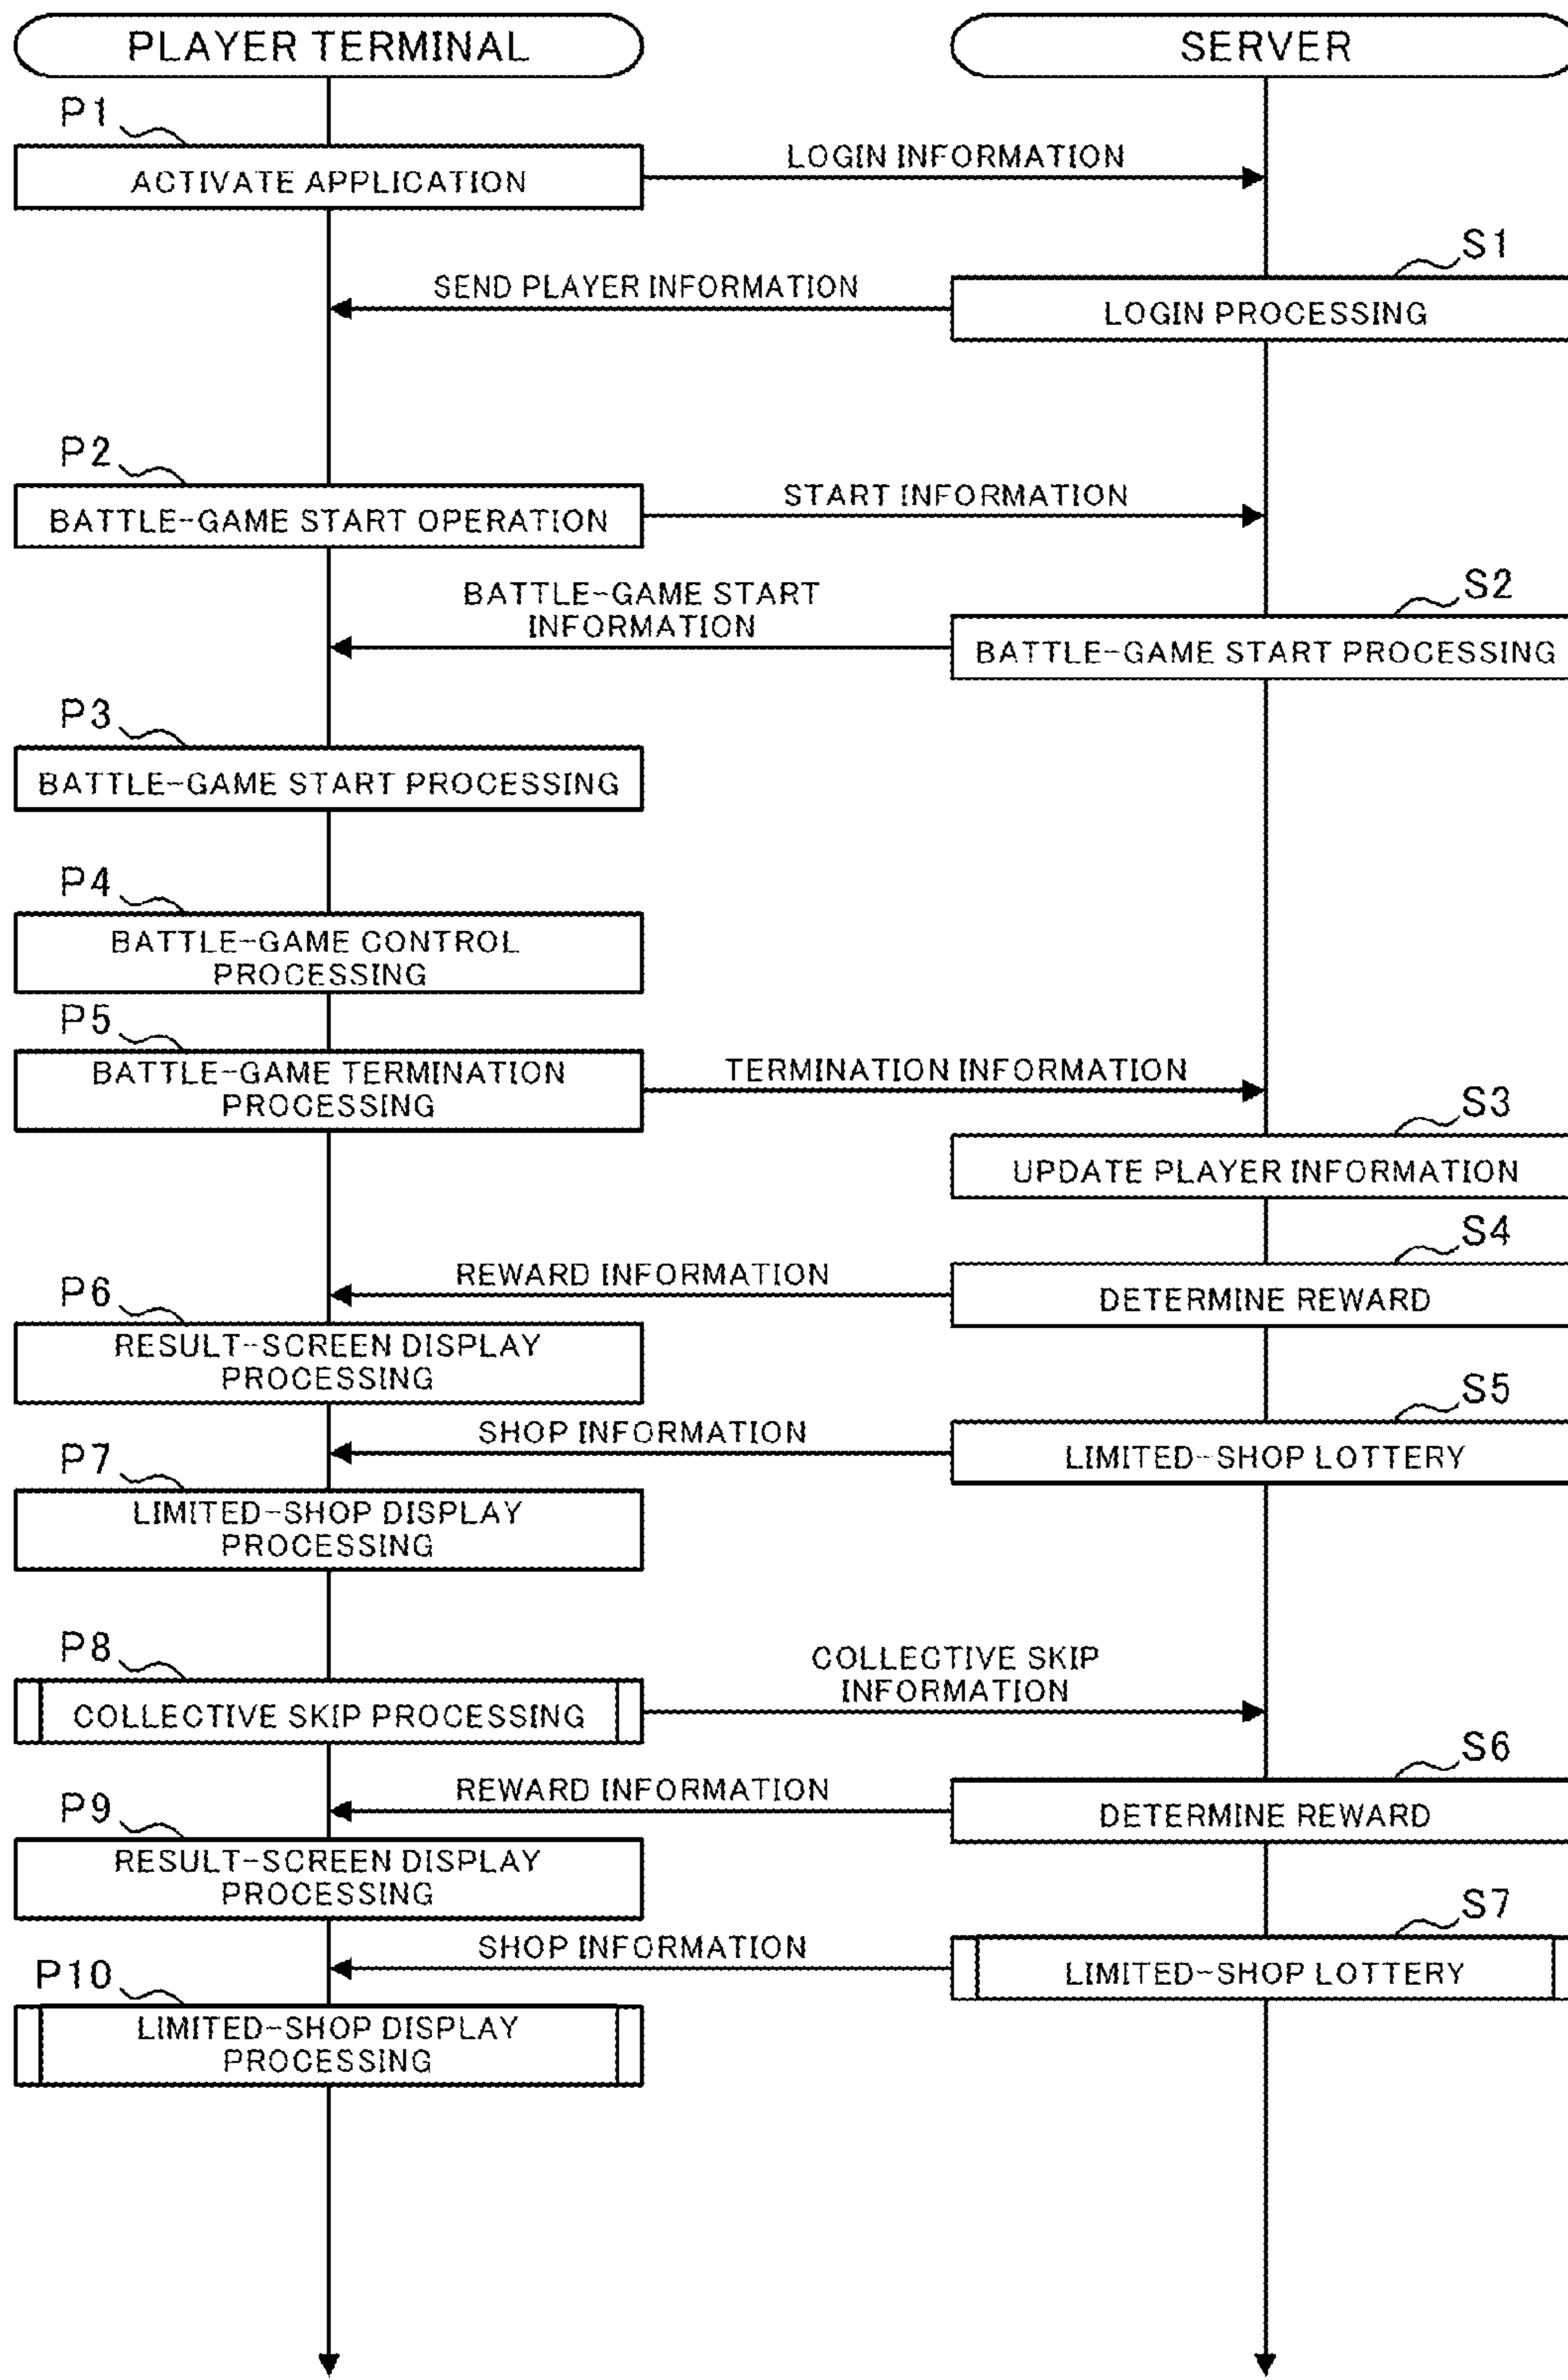 PLAYER TERMINAL
SERVER
P1
ACTIVATE APPLICATION
LOGIN INFORMATION
S1
SEND PLAYER INFORMATION
LOGIN PROCESSING
P2
BATTLE-GAME START OPERATION
START INFORMATION
BATTLE-GAME START
INFORMATION
S2
BATTLE-GAME START PROCESSING
P3
BATTLE-GAME START PROCESSING
P4
BATTLE-GAME CONTROL
PROCESSING
P5
BATTLE-GAME TERMINATION
PROCESSING
TERMINATION INFORMATION
S3
UPDATE PLAYER INFORMATION
S4
REWARD INFORMATION
DETERMINE REWARD
P6
RESULT-SCREEN DISPLAY
PROCESSING
S5
SHOP INFORMATION
LIMITED-SHOP LOTTERY
P7
LIMITED-SHOP DISPLAY
PROCESSING
P8
COLLECTIVE SKIP PROCESSING
COLLECTIVE SKIP
INFORMATION
S6
REWARD INFORMATION
DETERMINE REWARD
P9
RESULT-SCREEN DISPLAY
PROCESSING
S7
SHOP INFORMATION
LIMITED-SHOP LOTTERY
P10
LIMITED-SHOP DISPLAY
PROCESSING